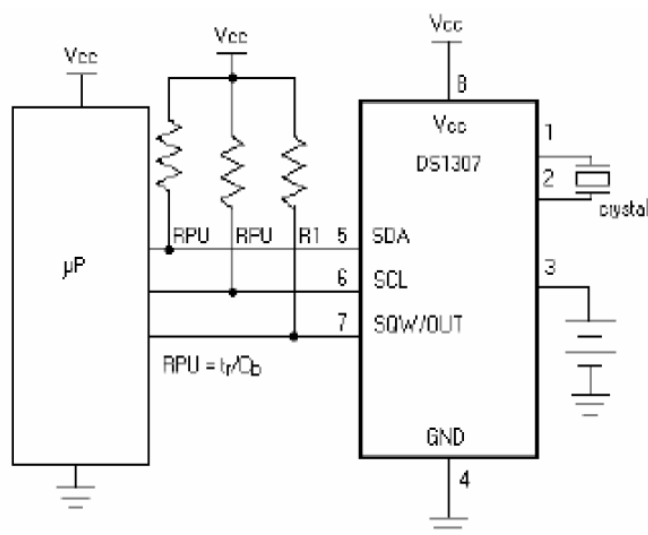 Vcc
Vcc
Vcc
8
Vcc
1
DS1307
2
crystal
RPU
RPU
R1
5
SDA
µP
6
SCL
3
7
SQW/OUT
RPU = tr/Cb
GND
4